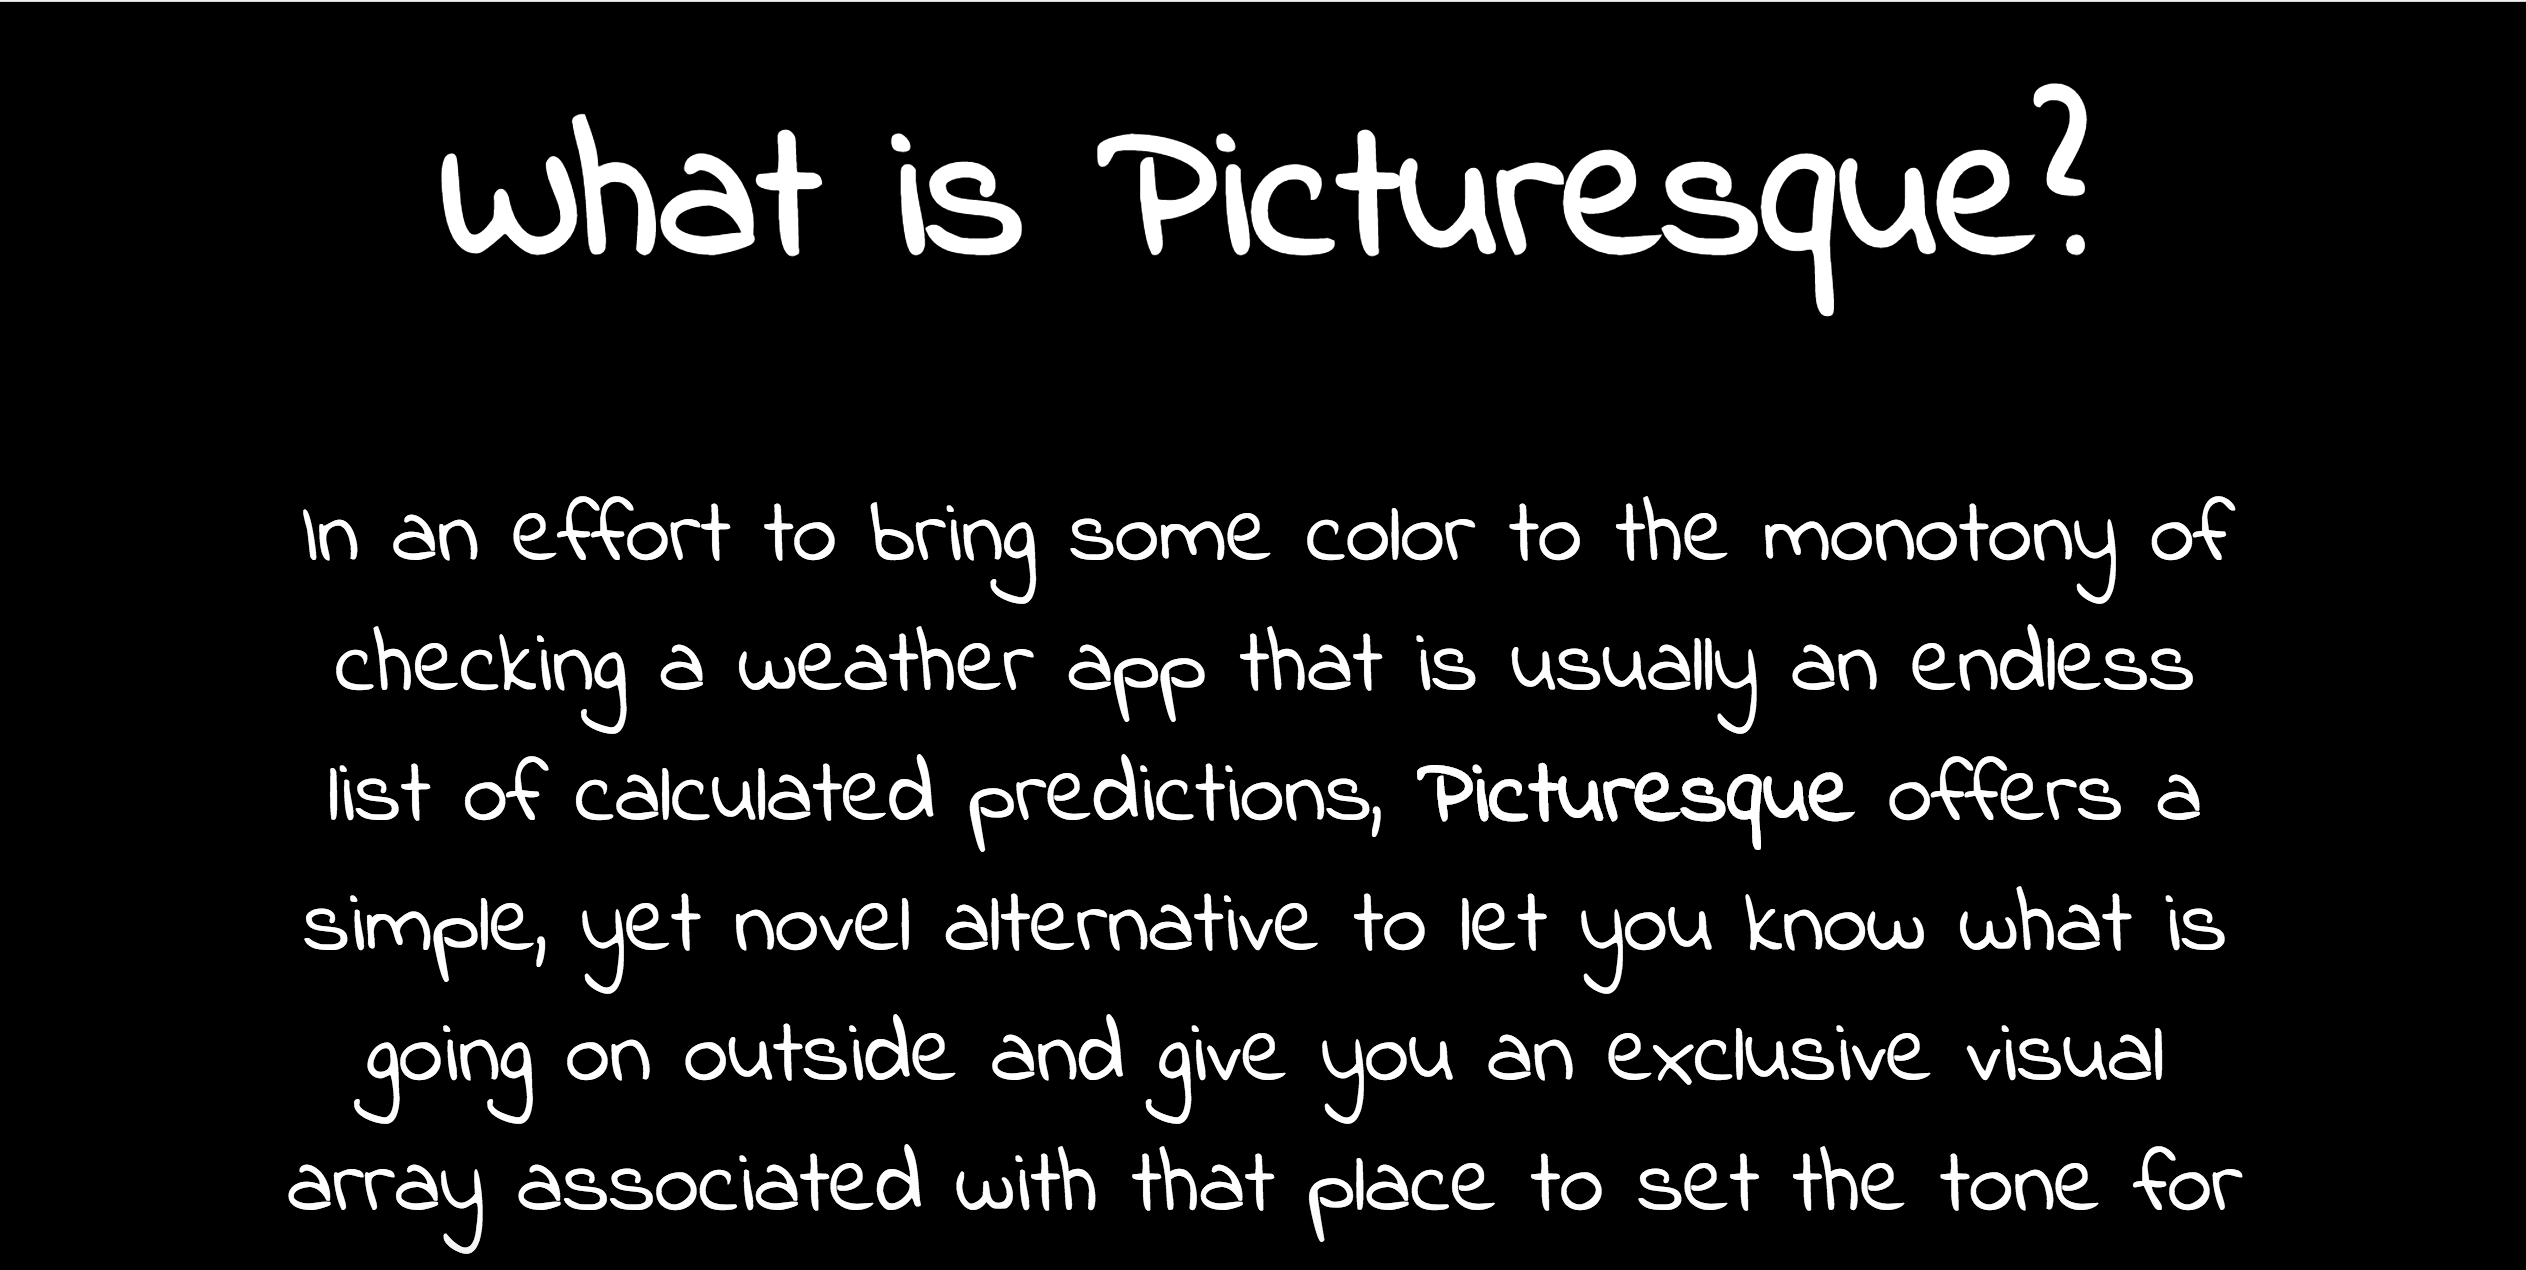 What is Picturesque?
In an effort to bring some color to the monotony of
checking a weather app that is usually an endless
list of calculated predictions, Picturesque offers a
simple, yet novel alternative to let you know what is
going on outside and give you an exclusive visual
array associated with that place to set the tone for